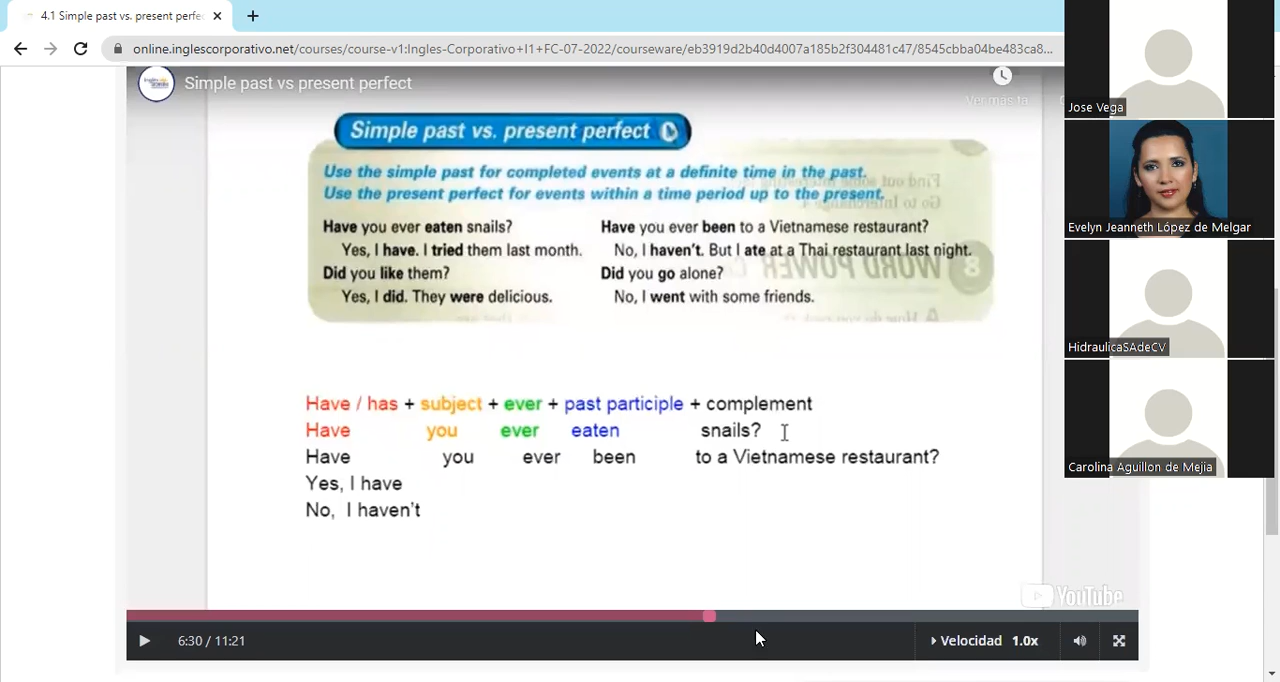 4.1 Simple past vs. present perfe
online.inglescorporativo.net/courses/course-v1:Ingles-Corporativo+I1+FC-07-2022/courseware/eb3919d2b40d4007a185b2f304481c47/8545cbba04be483ca8...
Simple past vs present perfect
Ver más ta
Simple past vs. present perfect
Use the simple past for completed events at a definite time in the past.
Use the present perfect for events within a time period up to the present.
Have you ever eaten snails?
Yes, I have. I tried them last month.
Did you like them?
Yes, I did. They were delicious.
Have you ever been to a Vietnamese restaurant?
No, I haven't. But I ate at a Thai restaurant last night.
Did you go alone?
No, I went with some friends.
Have / has + subject + ever + past participle + complement
Have you ever eaten snails?
Have you ever been to a Vietnamese restaurant?
Yes, I have
No, I haven't
YouTube
6:30 / 11:21
Velocidad 1.0x
Jose Vega
Evelyn Jeanneth López de Melgar
HidraulicaSAdeCV
Carolina Aguillon de Mejia